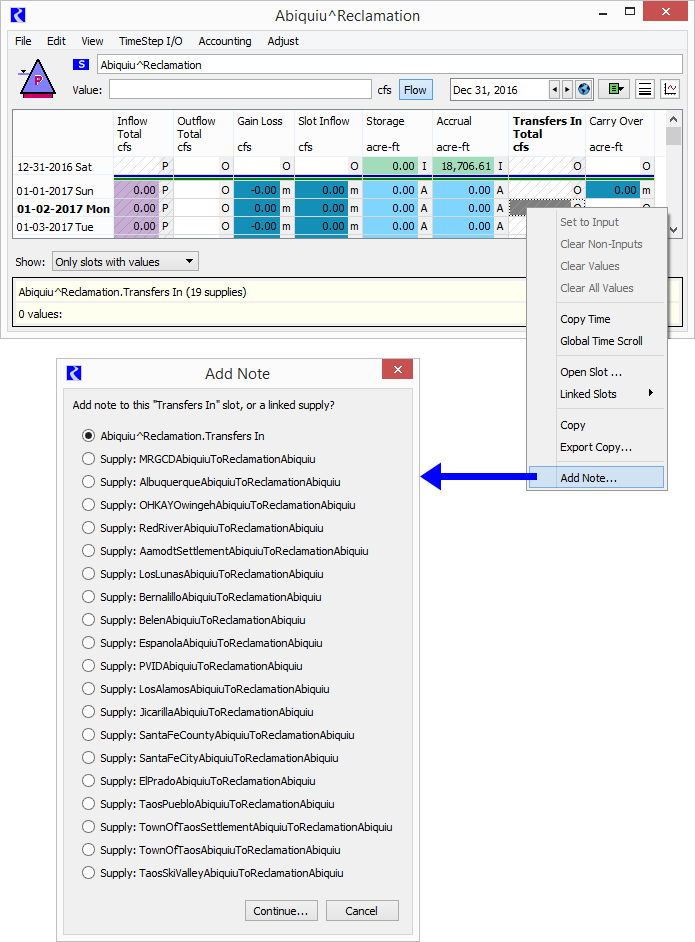 Abiquiu^Reclamation
File Edit View TimeStep I/O Accounting Adjust
P
S Abiquiu^Reclamation
Value: cfs Flow Dec 31, 2016
Inflow Outflow Gain Loss Slot Inflow Storage Accrual Transfers In Carry Over
Total Total Total
cfs cfs cfs cfs acre-ft acre-ft cfs acre-ft
12-31-2016 Sat P O O O 0.00 I 18,706.61 I O O
01-01-2017 Sun 0.00 P O -0.00 m 0.00 m 0.00 A 0.00 A O 0.00 m
01-02-2017 Mon 0.00 P O 0.00 m 0.00 m 0.00 A 0.00 A O O
01-03-2017 Tue 0.00 P O -0.00 m 0.00 m 0.00 A 0.00 A
Show: Only slots with values
Abiquiu^Reclamation.Transfers In (19 supplies)
0 values:
Set to Input
Clear Non-Inputs
Clear Values
Clear All Values
Copy Time
Global Time Scroll
Open Slot ...
Linked Slots
Copy
Export Copy...
Add Note...
Add Note
Add note to this "Transfers In" slot, or a linked supply?
Abiquiu^Reclamation.Transfers In
Supply: MRGCDAbiquiuToReclamationAbiquiu
Supply: AlbuquerqueAbiquiuToReclamationAbiquiu
Supply: OHKAYOwingehAbiquiuToReclamationAbiquiu
Supply: RedRiverAbiquiuToReclamationAbiquiu
Supply: AamodtSettlementAbiquiuToReclamationAbiquiu
Supply: LosLunasAbiquiuToReclamationAbiquiu
Supply: BernalilloAbiquiuToReclamationAbiquiu
Supply: BelenAbiquiuToReclamationAbiquiu
Supply: EspanolaAbiquiuToReclamationAbiquiu
Supply: PVIDAbiquiuToReclamationAbiquiu
Supply: LosAlamosAbiquiuToReclamationAbiquiu
Supply: JicarillaAbiquiuToReclamationAbiquiu
Supply: SantaFeCountyAbiquiuToReclamationAbiquiu
Supply: SantaFeCityAbiquiuToReclamationAbiquiu
Supply: ElPradoAbiquiuToReclamationAbiquiu
Supply: TaosPuebloAbiquiuToReclamationAbiquiu
Supply: TownOfTaosSettlementAbiquiuToReclamationAbiquiu
Supply: TownOfTaosAbiquiuToReclamationAbiquiu
Supply: TaosSkiValleyAbiquiuToReclamationAbiquiu
Continue... Cancel